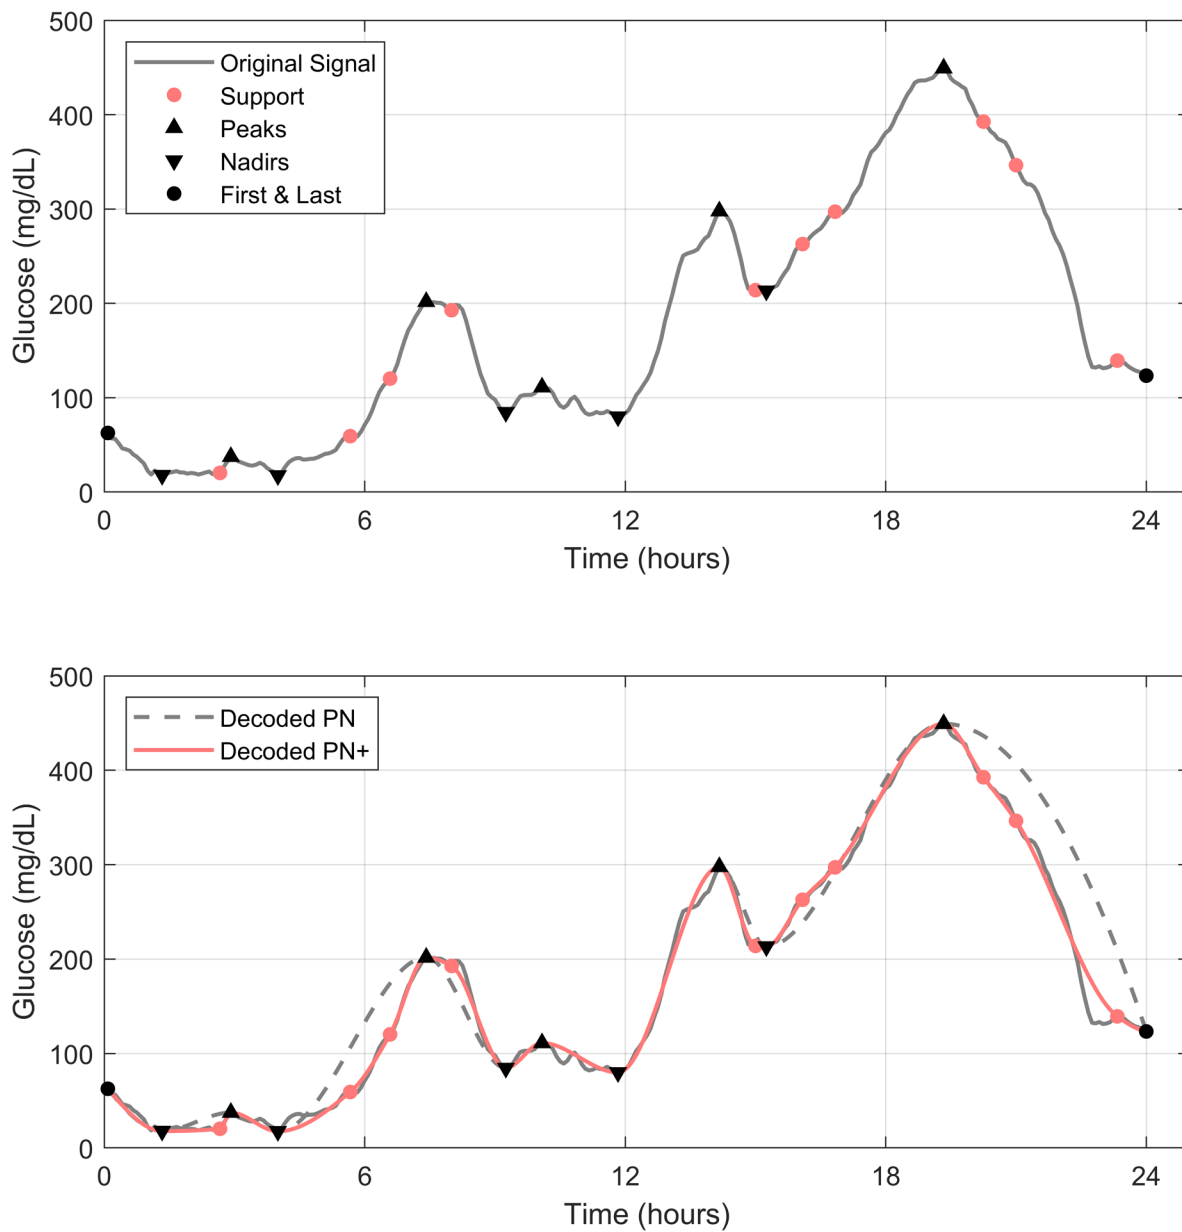 500
400
300
200
100
0
Glucose (mg/dL)
Original Signal
Support
Peaks
Nadirs
First & Last
0
6
12
18
24
Time (hours)
500
400
300
200
100
0
Glucose (mg/dL)
Decoded PN
Decoded PN+
0
6
12
18
24
Time (hours)